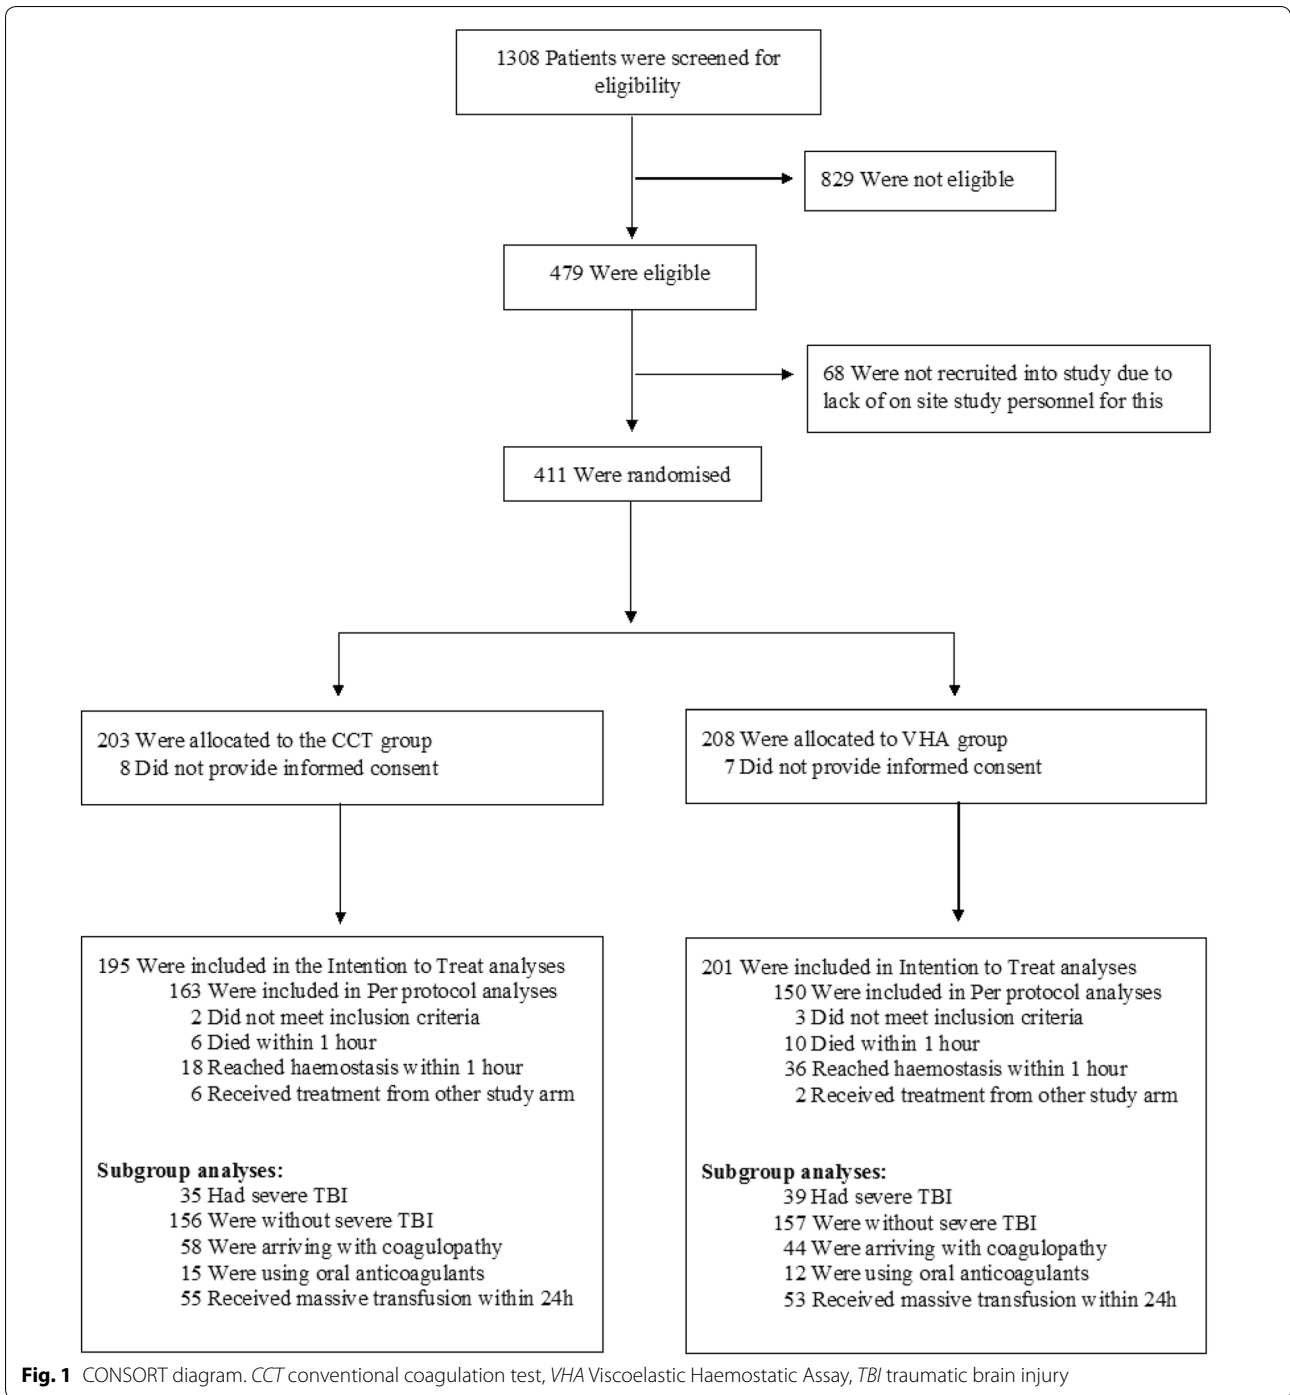 1308 Patients were screened for
eligibility
829 Were not eligible
479 Were eligible
68 Were not recruited into study due to
lack of on site study personnel for this
411 Were randomised
203 Were allocated to the CCT group
8 Did not provide informed consent
208 Were allocated to VHA group
7 Did not provide informed consent
195 Were included in the Intention to Treat analyses
163 Were included in Per protocol analyses
2 Did not meet inclusion criteria
6 Died within 1 hour
18 Reached haemostasis within 1 hour
6 Received treatment from other study arm
Subgroup analyses:
35 Had severe TBI
156 Were without severe TBI
58 Were arriving with coagulopathy
15 Were using oral anticoagulants
55 Received massive transfusion within 24h
201 Were included in Intention to Treat analyses
150 Were included in Per protocol analyses
3 Did not meet inclusion criteria
10 Died within 1 hour
36 Reached haemostasis within 1 hour
2 Received treatment from other study arm
Subgroup analyses:
39 Had severe TBI
157 Were without severe TBI
44 Were arriving with coagulopathy
12 Were using oral anticoagulants
53 Received massive transfusion within 24h
Fig. 1 CONSORT diagram. CCT conventional coagulation test, VHA Viscoelastic Haemostatic Assay, TBI traumatic brain injury